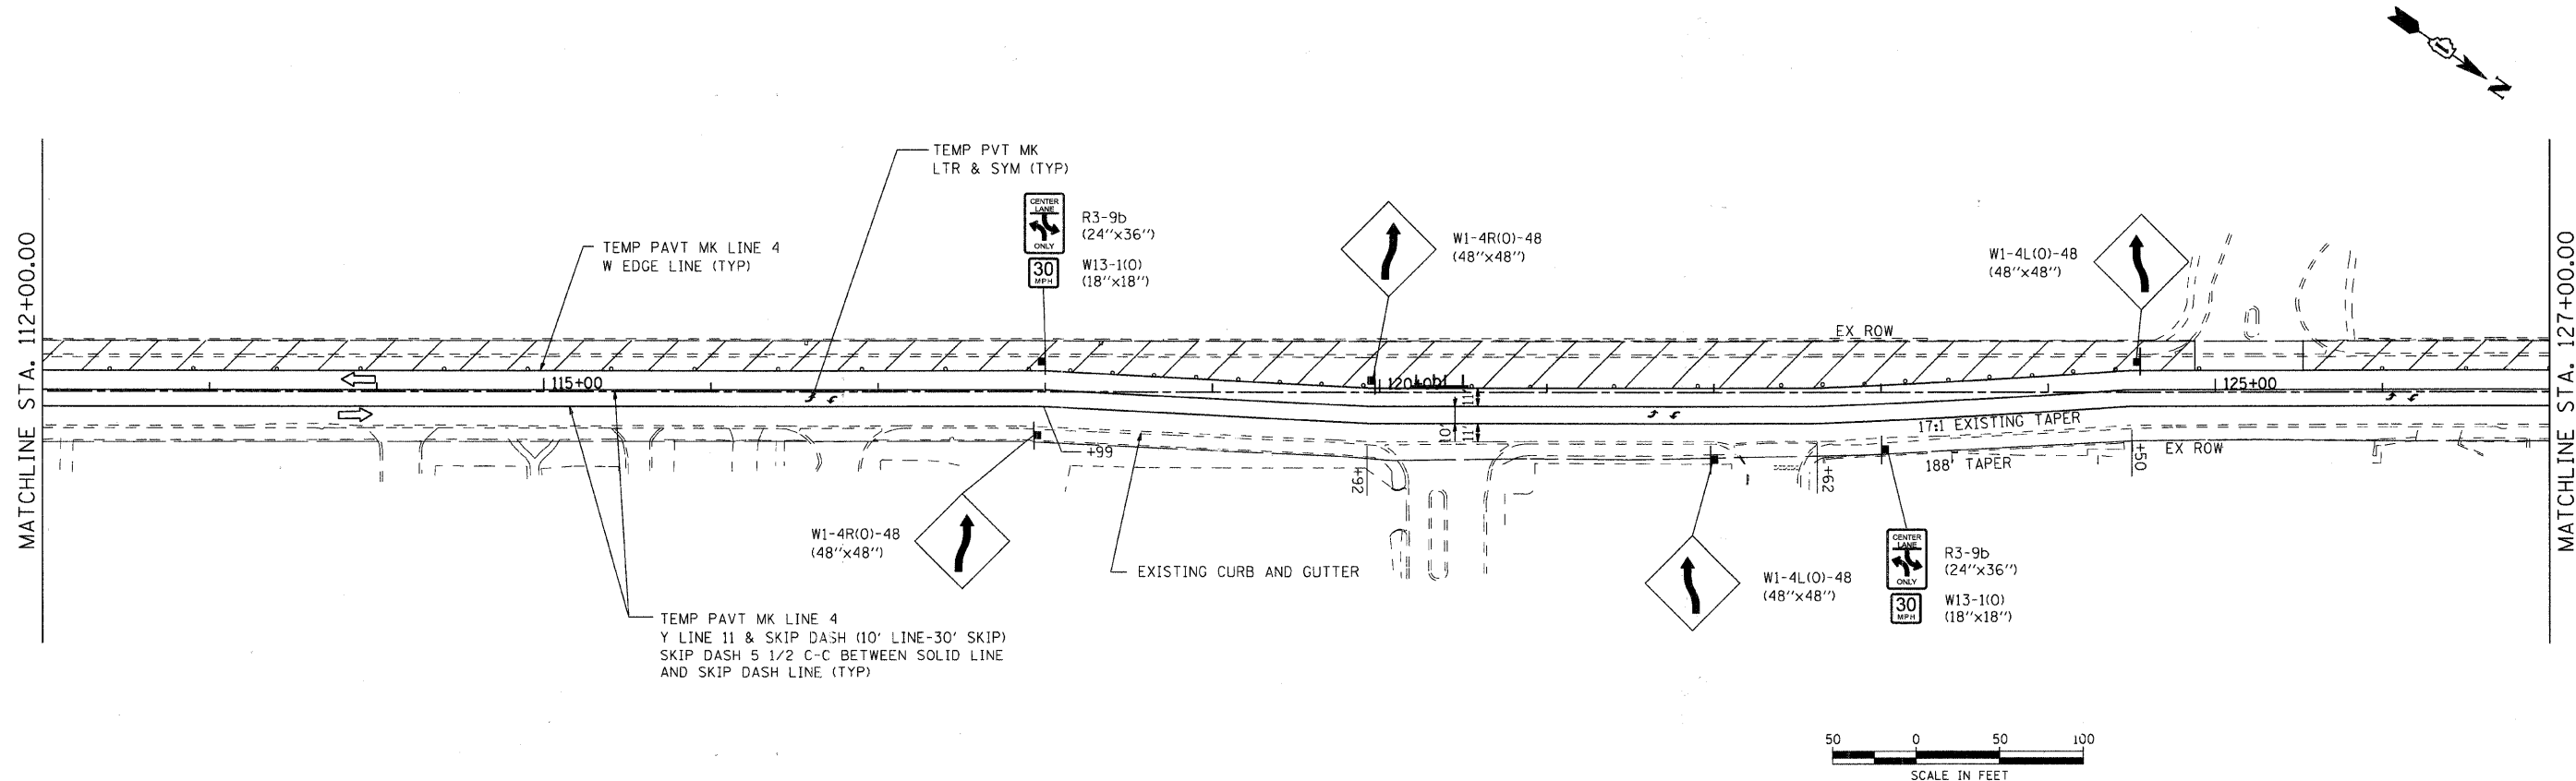 N
TEMP PVT MK
LTR & SYM (TYP)
CENTER
LANE
ONLY
R3-9b
(24''x36'')
30
MPH
W13-1(O)
(18''x18'')
TEMP PAVT MK LINE 4
W EDGE LINE (TYP)
W1-4R(O)-48
(48''x48'')
W1-4L(O)-48
(48''x48'')
MATCHLINE STA. 112+00.00
MATCHLINE STA. 127+00.00
EX ROW
115+00
125+00
11'
10'
11'
17:1 EXISTING TAPER
EX ROW
188' TAPER
+99
+92
+62
+50
W1-4R(O)-48
(48''x48'')
EXISTING CURB AND GUTTER
W1-4L(O)-48
(48''x48'')
CENTER
LANE
ONLY
R3-9b
(24''x36'')
30
MPH
W13-1(O)
(18''x18'')
TEMP PAVT MK LINE 4
Y LINE 11 & SKIP DASH (10' LINE-30' SKIP)
SKIP DASH 5 1/2 C-C BETWEEN SOLID LINE
AND SKIP DASH LINE (TYP)
50 0 50 100
SCALE IN FEET